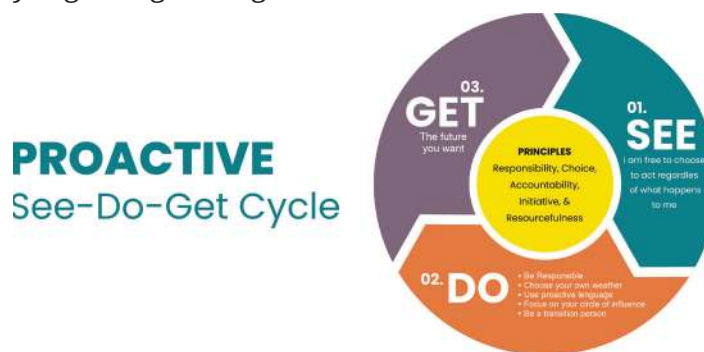 PROACTIVE
See-Do-Get Cycle
01.
SEE
I am free to choose
to act regardles
of what happens
to me
02. DO
• Be Responsible
• Choose your own weather
• Use proactive language
• Focus on your circle of influence
• Be a transition person
03.
GET
The future
you want
PRINCIPLES
Responsibility, Choice,
Accountability,
Initiative, &
Resourcefulness